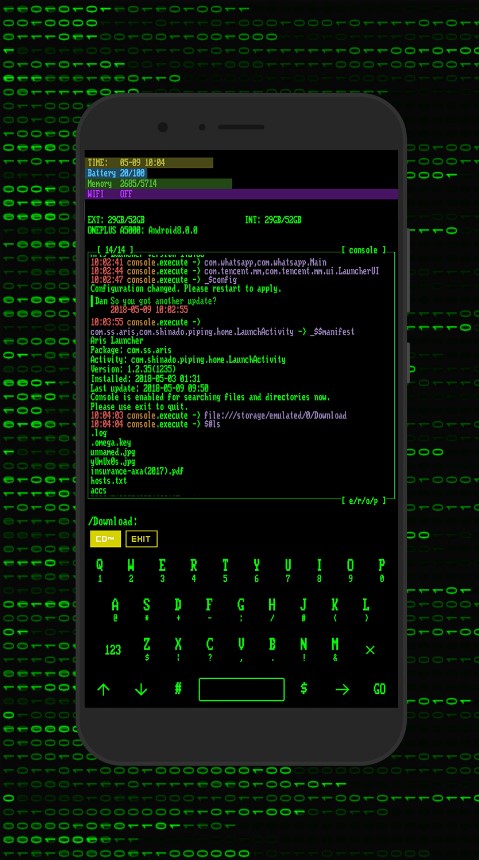 TIME: 05-09 10:04
Battery 20/100
Memory 2685/5714
WIFI OFF
EXT: 29GB/52GB INT: 29GB/52GB
ONEPLUS A5000: Android8.0.0
[ 14/14 ] [ console ]
10:02:41 console.execute -> com.whatsapp,com.whatsapp.Main
10:02:44 console.execute -> com.tencent.mm,com.tencent.mm.ui.LauncherUI
10:02:47 console.execute -> _$config
Configuration changed. Please restart to apply.
Dan So you got another update?
2018-05-09 10:02:55
10:03:55 console.execute ->
com.ss.aris,com.shinado.piping.home.LaunchActivity -> _$$manifest
Aris Launcher
Package: com.ss.aris
Activity: com.shinado.piping.home.LaunchActivity
Version: 1.2.35(1235)
Installed: 2018-05-03 01:31
Last update: 2018-05-09 09:50
Console is enabled for searching files and directories now.
Please use exit to quit.
10:04:03 console.execute -> file:///storage/emulated/0/Download
10:04:04 console.execute -> $#ls
.log
.omega.key
unnamed.jpg
yUmUx0s.jpg
insurance-axa(2017).pdf
hosts.txt
accs
[ e/r/o/p ]
/Download:
CD~ EXIT
Q W E R T Y U I O P
1 2 3 4 5 6 7 8 9 0
A S D F G H J K L
@ * + - : / # ( )
123 Z X C V B N M ×
$ ! ? , . ! &
↑ ↓ # $ → GO